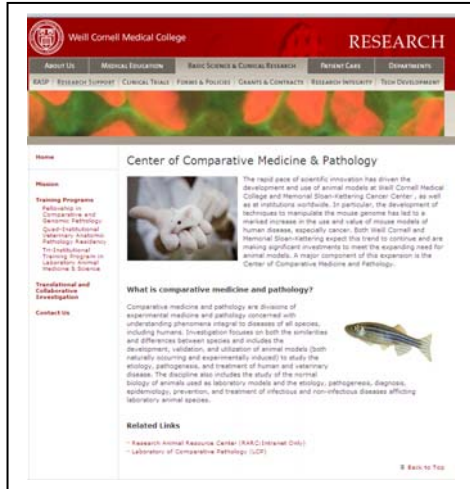 Weill Cornell Medical College
RESEARCH
ABOUT US MEDICAL EDUCATION BASIC SCIENCE & CLINICAL RESEARCH PATIENT CARE DEPARTMENTS
RASP RESEARCH SUPPORT CLINICAL TRIALS FORMS & POLICIES GRANTS & CONTRACTS RESEARCH INTEGRITY TECH DEVELOPMENT
Home
Mission
Training Programs
Fellowship in
Comparative and
Genomic Pathology
Quad-Institutional
Veterinary Anatomic
Pathology Residency
Tri-Institutional
Training Program in
Laboratory Animal
Medicine & Science
Translational and
Collaborative
Investigation
Contact Us
Center of Comparative Medicine & Pathology
The rapid pace of scientific innovation has driven the
development and use of animal models at Weill Cornell Medical
College and Memorial Sloan-Kettering Cancer Center , as well
as at institutions worldwide. In particular, the development of
techniques to manipulate the mouse genome has led to a
marked increase in the use and value of mouse models of
human disease, especially cancer. Both Weill Cornell and
Memorial Sloan-Kettering expect this trend to continue and are
making significant investments to meet the expanding need for
animal models. A major component of this expansion is the
Center of Comparative Medicine and Pathology.
What is comparative medicine and pathology?
Comparative medicine and pathology are divisions of
experimental medicine and pathology concerned with
understanding phenomena integral to diseases of all species,
including humans. Investigation focuses on both the similarities
and differences between species and includes the
development, validation, and utilization of animal models (both
naturally occurring and experimentally induced) to study the
etiology, pathogenesis, and treatment of human and veterinary
disease. The discipline also includes the study of the normal
biology of animals used as laboratory models and the etiology, pathogenesis, diagnosis,
epidemiology, prevention, and treatment of infectious and non-infectious diseases afflicting
laboratory animal species.
Related Links
- Research Animal Resource Center (RARC/Intranet Only)
- Laboratory of Comparative Pathology (LCP)
Back to Top